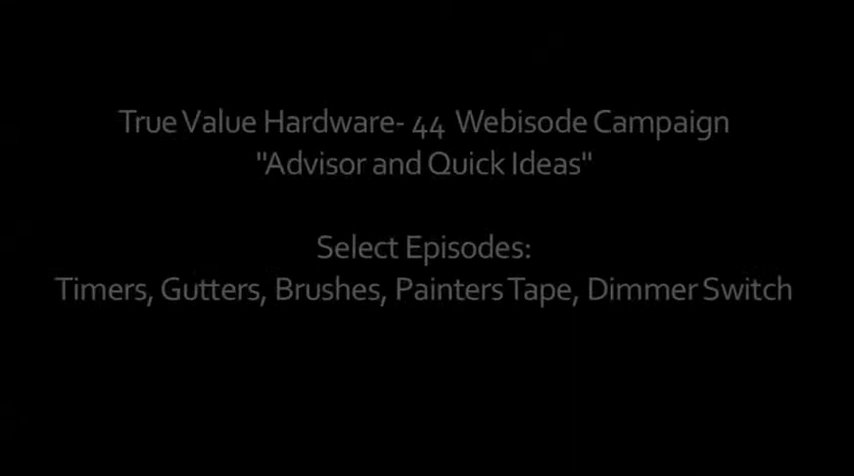 True Value Hardware- 44 Webisode Campaign
"Advisor and Quick Ideas"
Select Episodes:
Timers, Gutters, Brushes, Painters Tape, Dimmer Switch